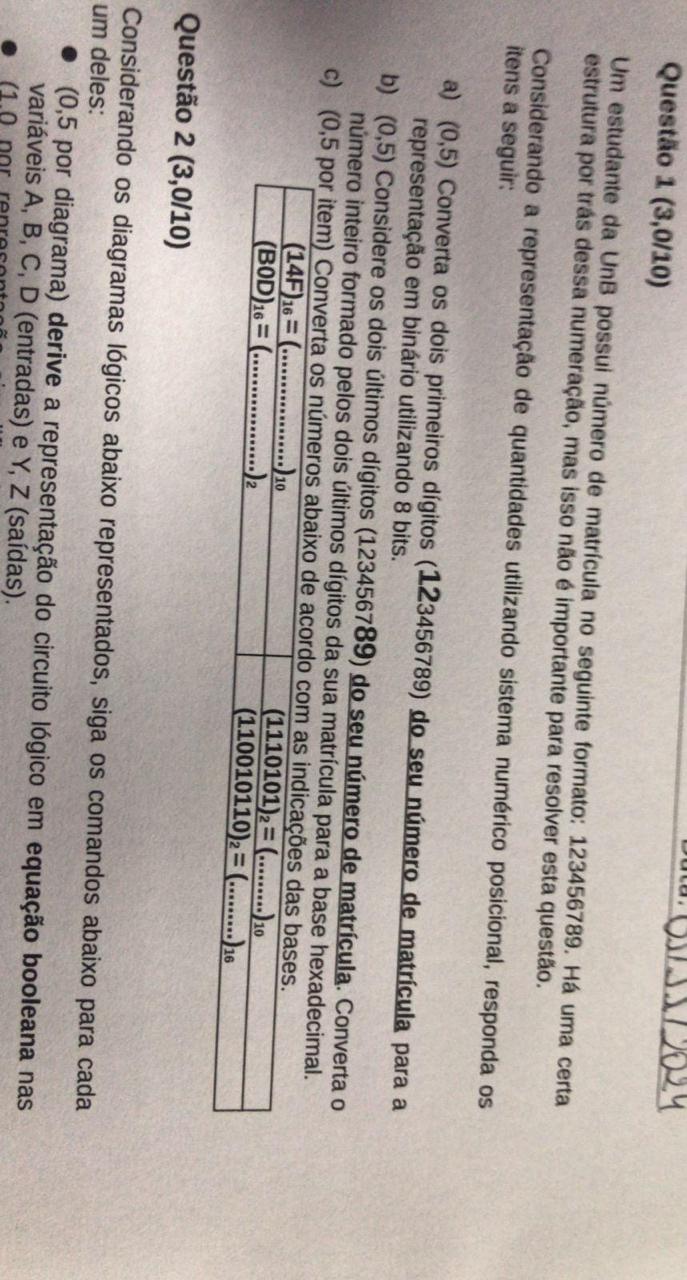 Questão 1 (3,0/10)
Um estudante da UnB possui número de matrícula no seguinte formato: 123456789. Há uma certa
estrutura por trás dessa numeração, mas isso não é importante para resolver esta questão.
Considerando a representação de quantidades utilizando sistema numérico posicional, responda os
itens a seguir:
a) (0,5) Converta os dois primeiros dígitos (123456789) do seu número de matrícula para a
representação em binário utilizando 8 bits.
b) (0,5) Considere os dois últimos dígitos (123456789) do seu número de matrícula. Converta o
número inteiro formado pelos dois últimos dígitos da sua matrícula para a base hexadecimal.
c) (0,5 por item) Converta os números abaixo de acordo com as indicações das bases.
(14F)₁₆ = (..................)₁₀
(1110101)₂ = (.........)₁₀
(B0D)₁₆ = (..................)₂
(110010110)₂ = (.........)₁₆
Questão 2 (3,0/10)
Considerando os diagramas lógicos abaixo representados, siga os comandos abaixo para cada
um deles:
● (0,5 por diagrama) derive a representação do circuito lógico em equação booleana nas
variáveis A, B, C, D (entradas) e Y, Z (saídas).
● (1,0 por